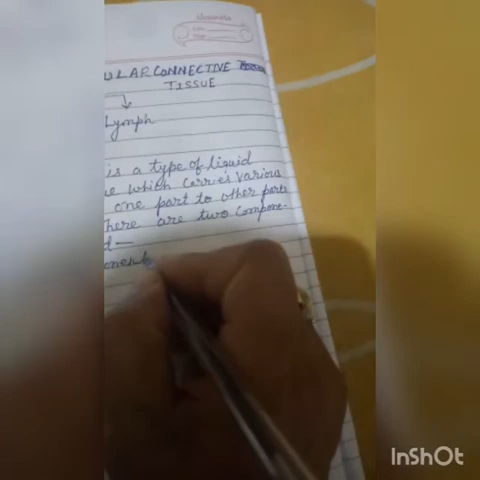 ULAR CONNECTIVE
TISSUE
Lymph
is a type of liquid
which Carries various
one part to other parts
here are two Compone-
InShOt